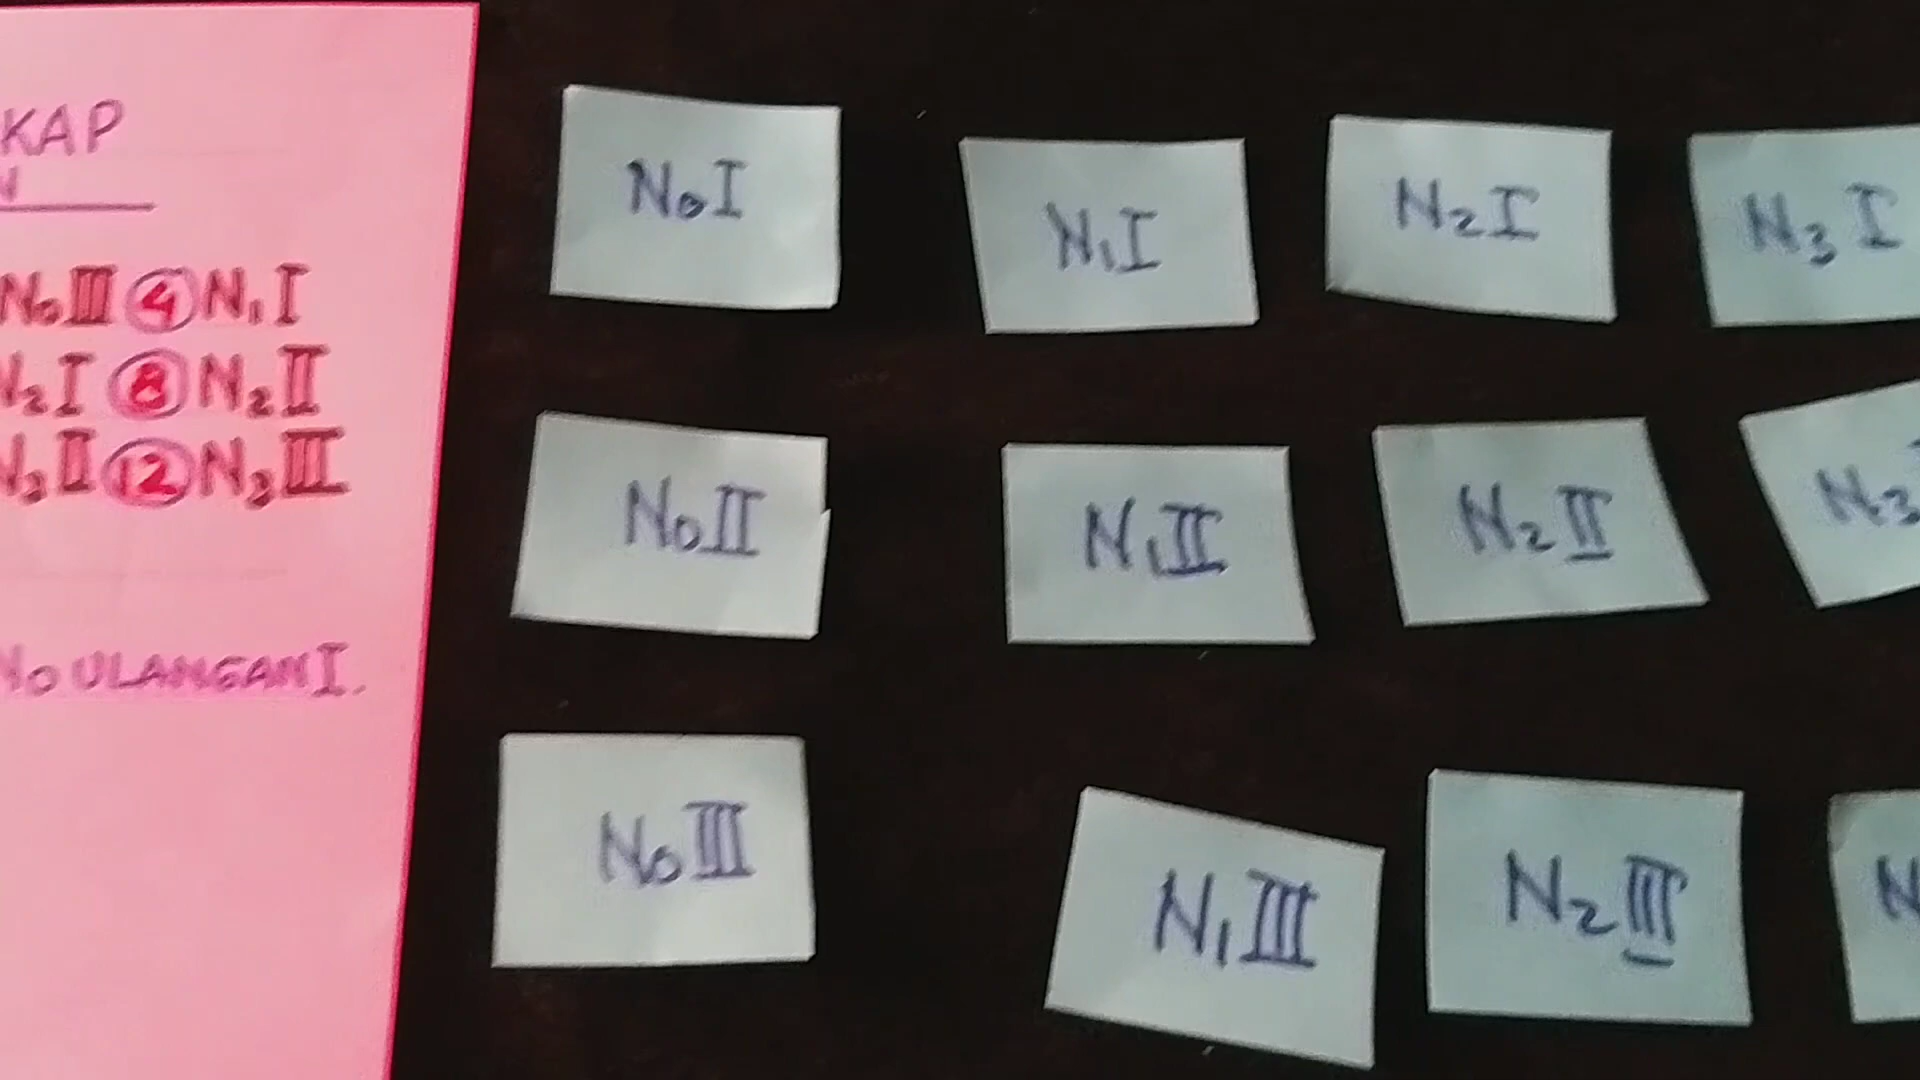 KAP
N
N₀III ④ N₁I
N₂I ⑧ N₂II
N₃II ⑫ N₃III
N₀ ULANGAN I.
N₀I
N₁I
N₂I
N₃I
N₀II
N₁II
N₂II
N₃
N₀III
N₁III
N₂III
N